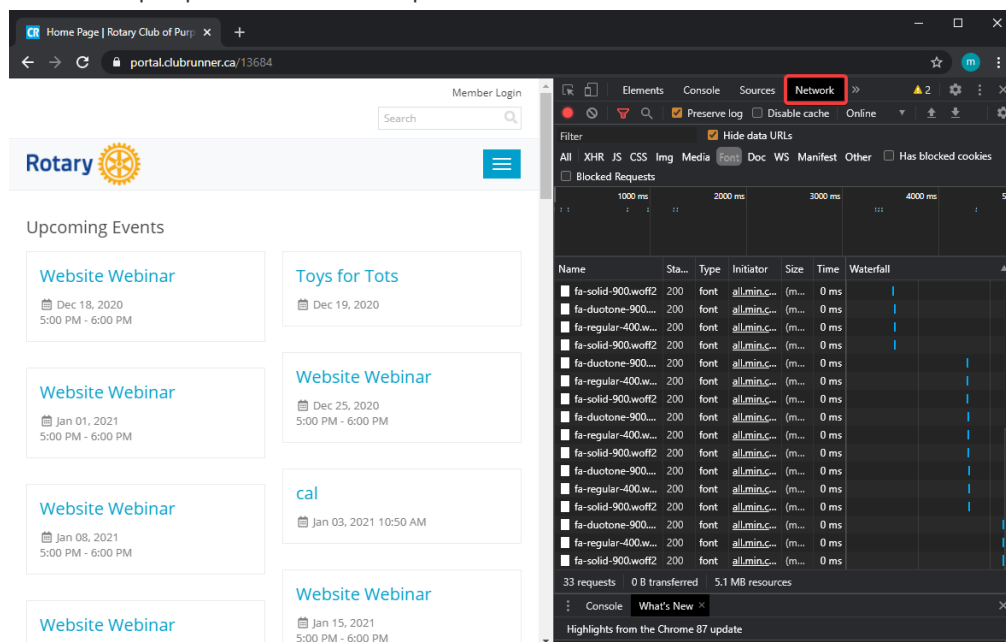 Home Page | Rotary Club of Purp
portal.clubrunner.ca/13684
m
Member Login
Search
Rotary
Upcoming Events
Website Webinar
Dec 18, 2020
5:00 PM - 6:00 PM
Toys for Tots
Dec 19, 2020
Website Webinar
Jan 01, 2021
5:00 PM - 6:00 PM
Website Webinar
Dec 25, 2020
5:00 PM - 6:00 PM
Website Webinar
Jan 08, 2021
5:00 PM - 6:00 PM
cal
Jan 03, 2021 10:50 AM
Website Webinar
Website Webinar
Jan 15, 2021
5:00 PM - 6:00 PM
Elements Console Sources Network » 2
Preserve log Disable cache Online
Filter Hide data URLs
All XHR JS CSS Img Media Font Doc WS Manifest Other Has blocked cookies
Blocked Requests
1000 ms 2000 ms 3000 ms 4000 ms 5
Name Sta... Type Initiator Size Time Waterfall
fa-solid-900.woff2 200 font all.min.c... (m... 0 ms
fa-duotone-900.... 200 font all.min.c... (m... 0 ms
fa-regular-400.w... 200 font all.min.c... (m... 0 ms
fa-solid-900.woff2 200 font all.min.c... (m... 0 ms
fa-duotone-900.... 200 font all.min.c... (m... 0 ms
fa-regular-400.w... 200 font all.min.c... (m... 0 ms
fa-solid-900.woff2 200 font all.min.c... (m... 0 ms
fa-duotone-900.... 200 font all.min.c... (m... 0 ms
fa-regular-400.w... 200 font all.min.c... (m... 0 ms
fa-solid-900.woff2 200 font all.min.c... (m... 0 ms
fa-duotone-900.... 200 font all.min.c... (m... 0 ms
fa-regular-400.w... 200 font all.min.c... (m... 0 ms
fa-solid-900.woff2 200 font all.min.c... (m... 0 ms
fa-duotone-900.... 200 font all.min.c... (m... 0 ms
fa-regular-400.w... 200 font all.min.c... (m... 0 ms
fa-solid-900.woff2 200 font all.min.c... (m... 0 ms
33 requests 0 B transferred 5.1 MB resources
Console What's New ×
Highlights from the Chrome 87 update